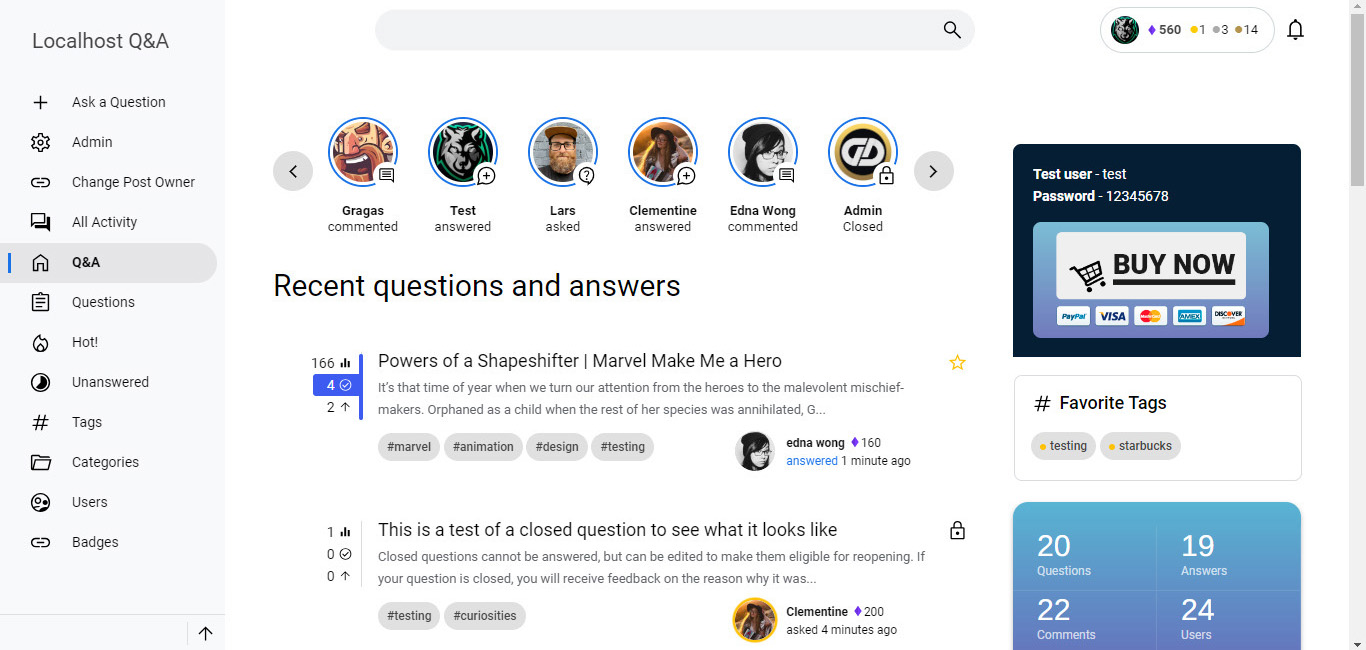 Localhost Q&A
560 1 3 14
Ask a Question
Admin
Change Post Owner
All Activity
Q&A
Questions
Hot!
Unanswered
Tags
Categories
Users
Badges
Gragas
commented
Test
answered
Lars
asked
Clementine
answered
Edna Wong
commented
Admin
Closed
Recent questions and answers
166
4
2
Powers of a Shapeshifter | Marvel Make Me a Hero
It's that time of year when we turn our attention from the heroes to the malevolent mischief-
makers. Orphaned as a child when the rest of her species was annihilated, G...
#marvel #animation #design #testing
edna wong 160
answered 1 minute ago
1
0
0
This is a test of a closed question to see what it looks like
Closed questions cannot be answered, but can be edited to make them eligible for reopening. If
your question is closed, you will receive feedback on the reason why it was...
#testing #curiosities
Clementine 200
asked 4 minutes ago
Test user - test
Password - 12345678
BUY NOW
PayPal VISA MasterCard AMEX DISCOVER
# Favorite Tags
testing starbucks
20 19
Questions Answers
22 24
Comments Users